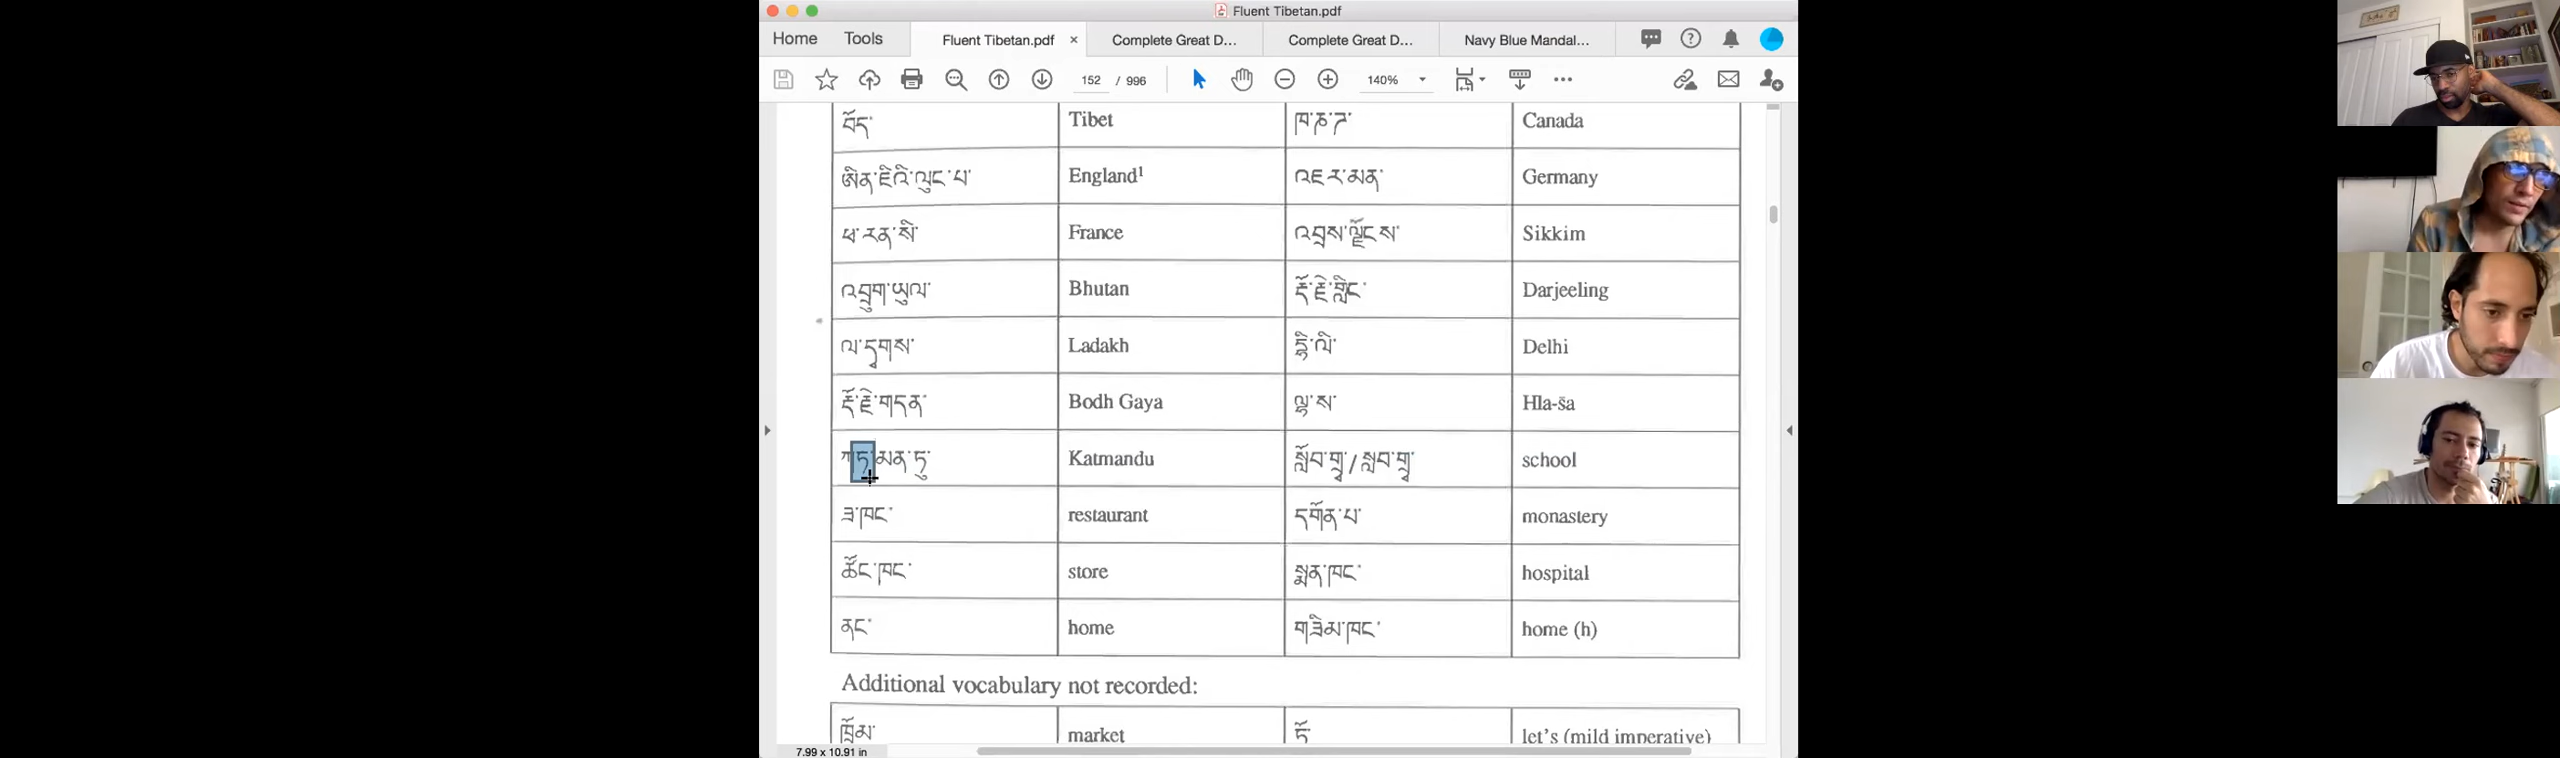 Fluent Tibetan.pdf
Home Tools Fluent Tibetan.pdf × Complete Great D... Complete Great D... Navy Blue Mandal...
152 / 996 140%
བོད་ Tibet ཁ་ཆ་ཌ་ Canada
ཨིན་ཇིའི་ལུང་པ་ England¹ འཇར་མན་ Germany
ཕ་རན་སི་ France འབྲས་ལྗོངས་ Sikkim
འབྲུག་ཡུལ་ Bhutan རྡོ་རྗེ་གླིང་ Darjeeling
ལ་དྭགས་ Ladakh ཌྷི་ལི་ Delhi
རྡོ་རྗེ་གདན་ Bodh Gaya ལྷ་ས་ Hla-s̄a
ཀཏ་མན་ཏུ་ Katmandu སློབ་གྲྭ་/སླབ་གྲྭ་ school
ཟ་ཁང་ restaurant དགོན་པ་ monastery
ཚོང་ཁང་ store སྨན་ཁང་ hospital
ནང་ home གཟིམ་ཁང་ home (h)
Additional vocabulary not recorded:
ཁྲོམ་ market དོ་ let's (mild imperative)
7.99 x 10.91 in